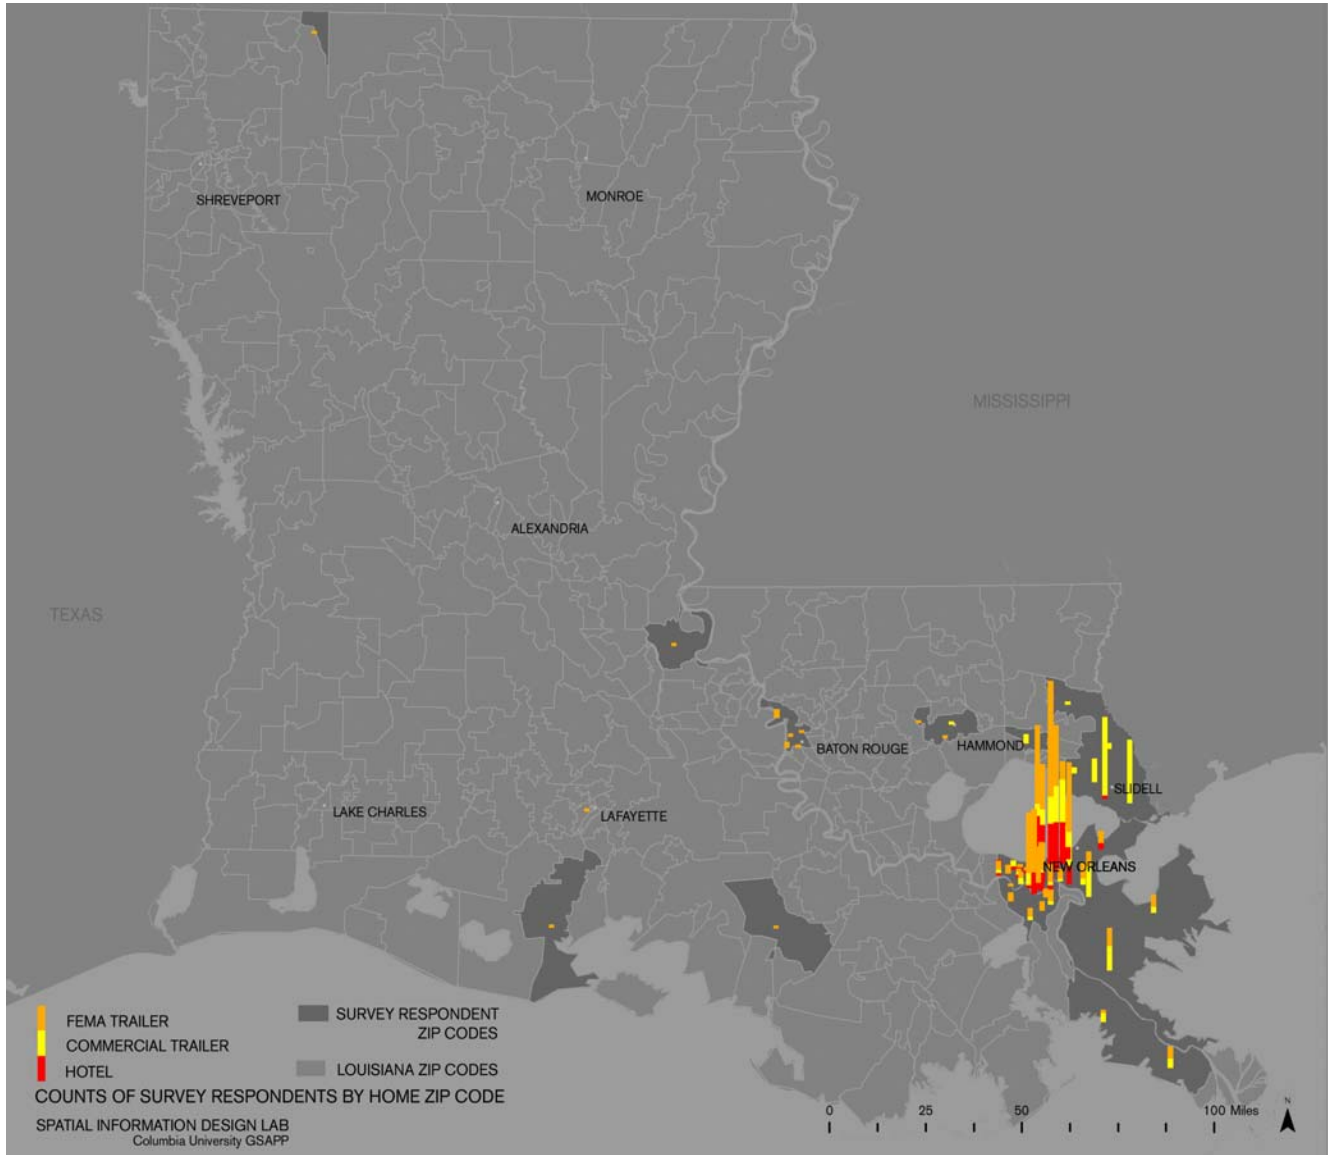 SHREVEPORT
MONROE
MISSISSIPPI
ALEXANDRIA
TEXAS
BATON ROUGE
HAMMOND
SLIDELL
LAKE CHARLES
LAFAYETTE
NEW ORLEANS
FEMA TRAILER
COMMERCIAL TRAILER
HOTEL
SURVEY RESPONDENT
ZIP CODES
LOUISIANA ZIP CODES
COUNTS OF SURVEY RESPONDENTS BY HOME ZIP CODE
SPATIAL INFORMATION DESIGN LAB
Columbia University GSAPP
0 25 50 100 Miles
N